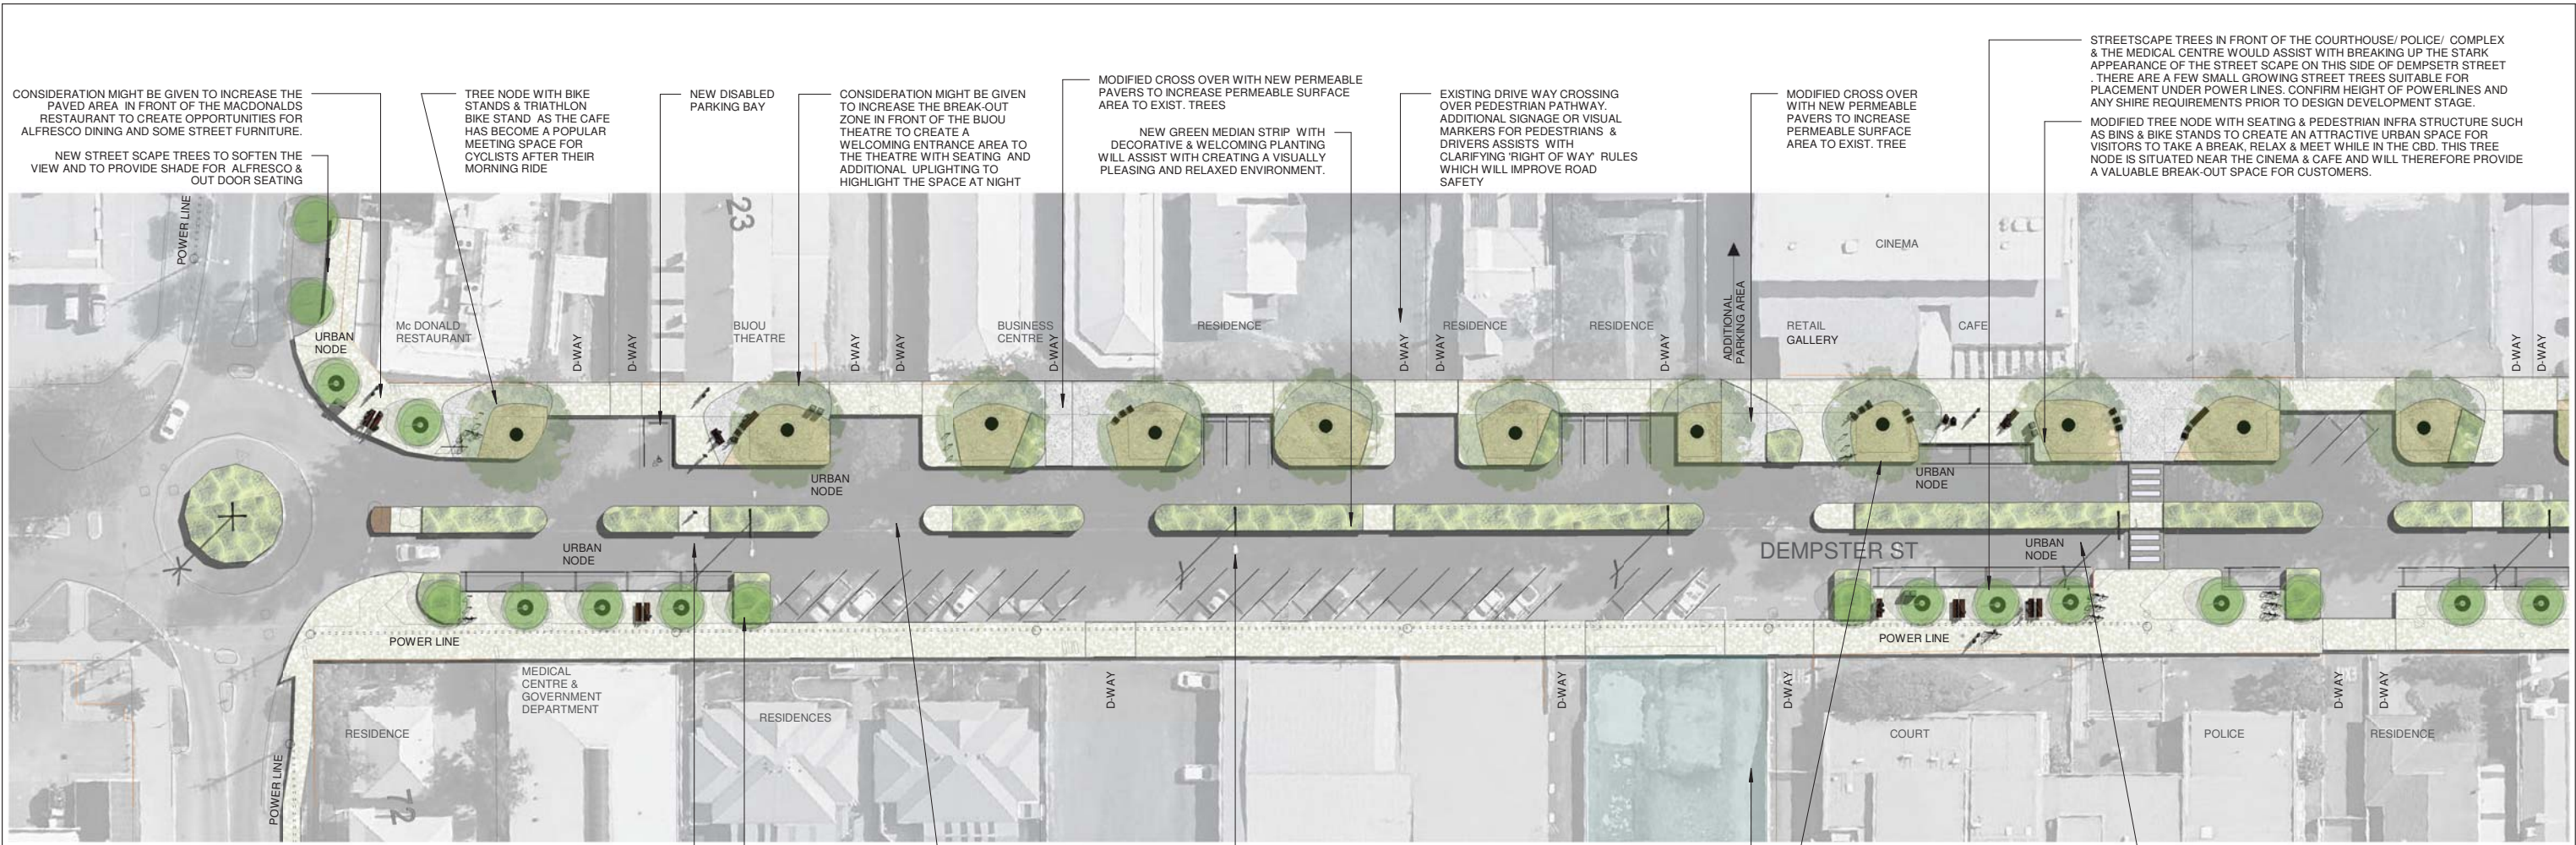 CONSIDERATION MIGHT BE GIVEN TO INCREASE THE
PAVED AREA IN FRONT OF THE MACDONALDS
RESTAURANT TO CREATE OPPORTUNITIES FOR
ALFRESCO DINING AND SOME STREET FURNITURE.
NEW STREET SCAPE TREES TO SOFTEN THE
VIEW AND TO PROVIDE SHADE FOR ALFRESCO &
OUT DOOR SEATING
TREE NODE WITH BIKE
STANDS & TRIATHLON
BIKE STAND AS THE CAFE
HAS BECOME A POPULAR
MEETING SPACE FOR
CYCLISTS AFTER THEIR
MORNING RIDE
NEW DISABLED
PARKING BAY
CONSIDERATION MIGHT BE GIVEN
TO INCREASE THE BREAK-OUT
ZONE IN FRONT OF THE BIJOU
THEATRE TO CREATE A
WELCOMING ENTRANCE AREA TO
THE THEATRE WITH SEATING AND
ADDITIONAL UPLIGHTING TO
HIGHLIGHT THE SPACE AT NIGHT
MODIFIED CROSS OVER WITH NEW PERMEABLE
PAVERS TO INCREASE PERMEABLE SURFACE
AREA TO EXIST. TREES
NEW GREEN MEDIAN STRIP WITH
DECORATIVE & WELCOMING PLANTING
WILL ASSIST WITH CREATING A VISUALLY
PLEASING AND RELAXED ENVIRONMENT.
EXISTING DRIVE WAY CROSSING
OVER PEDESTRIAN PATHWAY.
ADDITIONAL SIGNAGE OR VISUAL
MARKERS FOR PEDESTRIANS &
DRIVERS ASSISTS WITH
CLARIFYING 'RIGHT OF WAY' RULES
WHICH WILL IMPROVE ROAD
SAFETY
MODIFIED CROSS OVER
WITH NEW PERMEABLE
PAVERS TO INCREASE
PERMEABLE SURFACE
AREA TO EXIST. TREE
STREETSCAPE TREES IN FRONT OF THE COURTHOUSE/ POLICE/ COMPLEX
& THE MEDICAL CENTRE WOULD ASSIST WITH BREAKING UP THE STARK
APPEARANCE OF THE STREET SCAPE ON THIS SIDE OF DEMPSETR STREET
. THERE ARE A FEW SMALL GROWING STREET TREES SUITABLE FOR
PLACEMENT UNDER POWER LINES. CONFIRM HEIGHT OF POWERLINES AND
ANY SHIRE REQUIREMENTS PRIOR TO DESIGN DEVELOPMENT STAGE.
MODIFIED TREE NODE WITH SEATING & PEDESTRIAN INFRA STRUCTURE SUCH
AS BINS & BIKE STANDS TO CREATE AN ATTRACTIVE URBAN SPACE FOR
VISITORS TO TAKE A BREAK, RELAX & MEET WHILE IN THE CBD. THIS TREE
NODE IS SITUATED NEAR THE CINEMA & CAFE AND WILL THEREFORE PROVIDE
A VALUABLE BREAK-OUT SPACE FOR CUSTOMERS.
POWER LINE
23
CINEMA
URBAN
NODE
Mc DONALD
RESTAURANT
D-WAY
D-WAY
BIJOU
THEATRE
D-WAY
D-WAY
BUSINESS
CENTRE
D-WAY
RESIDENCE
D-WAY
D-WAY
RESIDENCE
RESIDENCE
D-WAY
ADDITIONAL
PARKING AREA
RETAIL
GALLERY
CAFE
D-WAY
D-WAY
URBAN
NODE
URBAN
NODE
URBAN
NODE
DEMPSTER ST
URBAN
NODE
POWER LINE
POWER LINE
MEDICAL
CENTRE &
GOVERNMENT
DEPARTMENT
RESIDENCE
RESIDENCES
D-WAY
D-WAY
D-WAY
COURT
POLICE
D-WAY
D-WAY
RESIDENCE
POWER LINE
72